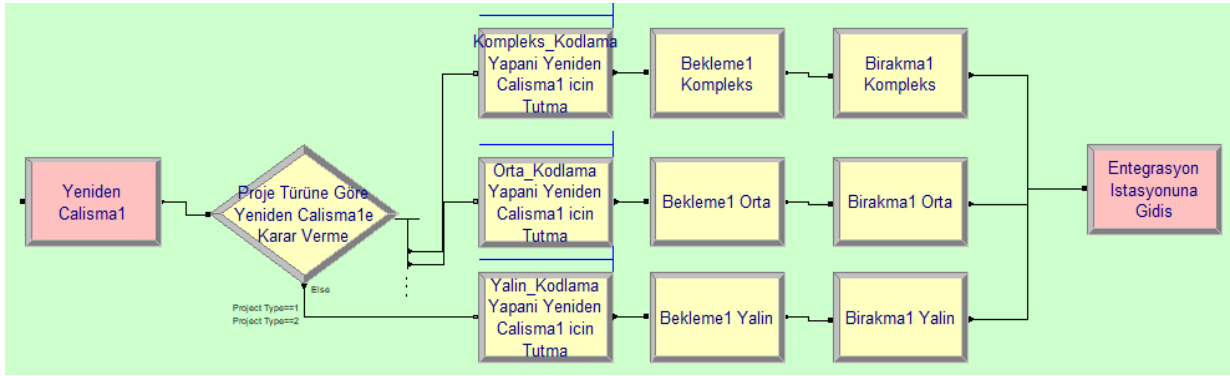 Yeniden
Calisma1
Proje Türüne Göre
Yeniden Calisma1e
Karar Verme
Else
Project Type==1
Project Type==2
Kompleks_Kodlama
Yapani Yeniden
Calisma1 icin
Tutma
Bekleme1
Kompleks
Birakma1
Kompleks
Orta_Kodlama
Yapani Yeniden
Calisma1 icin
Tutma
Bekleme1 Orta
Birakma1 Orta
Yalin_Kodlama
Yapani Yeniden
Calisma1 icin
Tutma
Bekleme1 Yalin
Birakma1 Yalin
Entegrasyon
Istasyonuna
Gidis